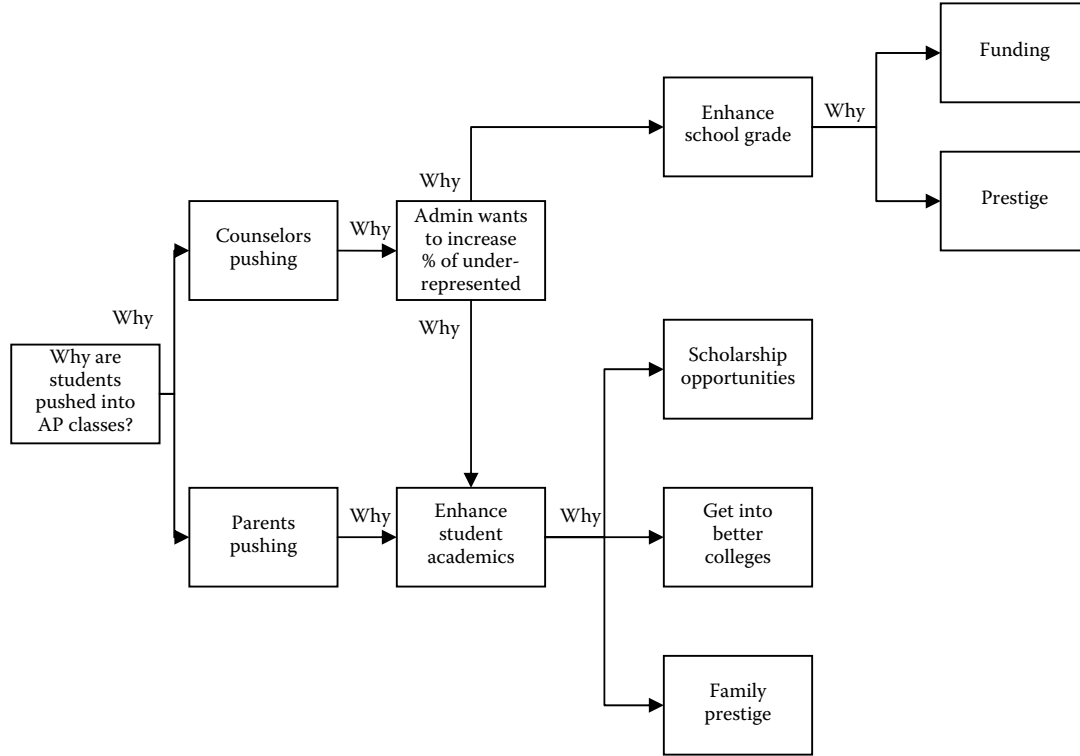 Why are
students
pushed into
AP classes?
Why
Counselors
pushing
Why
Admin wants
to increase
% of under-
represented
Why
Enhance
school grade
Why
Funding
Prestige
Why
Parents
pushing
Why
Enhance
student
academics
Why
Scholarship
opportunities
Get into
better
colleges
Family
prestige